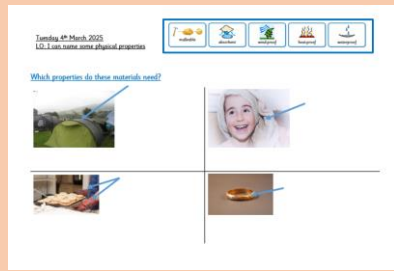 Tuesday 4th March 2025
LO: I can name some physical properties
malleable absorbent windproof heatproof waterproof
Which properties do these materials need?